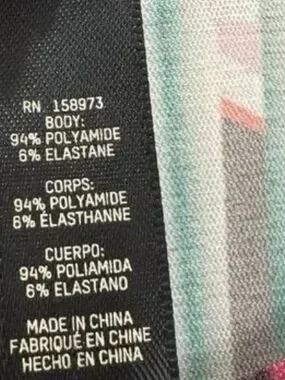 RN 158973
BODY:
94% POLYAMIDE
6% ELASTANE
CORPS:
94% POLYAMIDE
6% ÉLASTHANNE
CUERPO:
94% POLIAMIDA
6% ELASTANO
MADE IN CHINA
FABRIQUÉ EN CHINE
HECHO EN CHINA